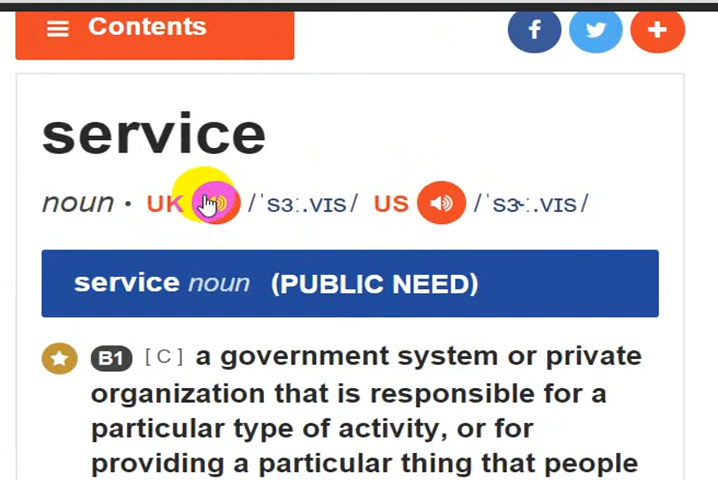 Contents
service
noun • UK /ˈsɜː.vɪs/ US /ˈsɝː.vɪs/
service noun (PUBLIC NEED)
B1 [ C ] a government system or private
organization that is responsible for a
particular type of activity, or for
providing a particular thing that people